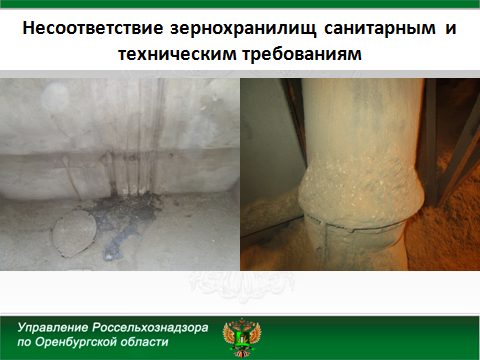 Несоответствие зернохранилищ санитарным и
техническим требованиям
Управление Россельхознадзора
по Оренбургской области